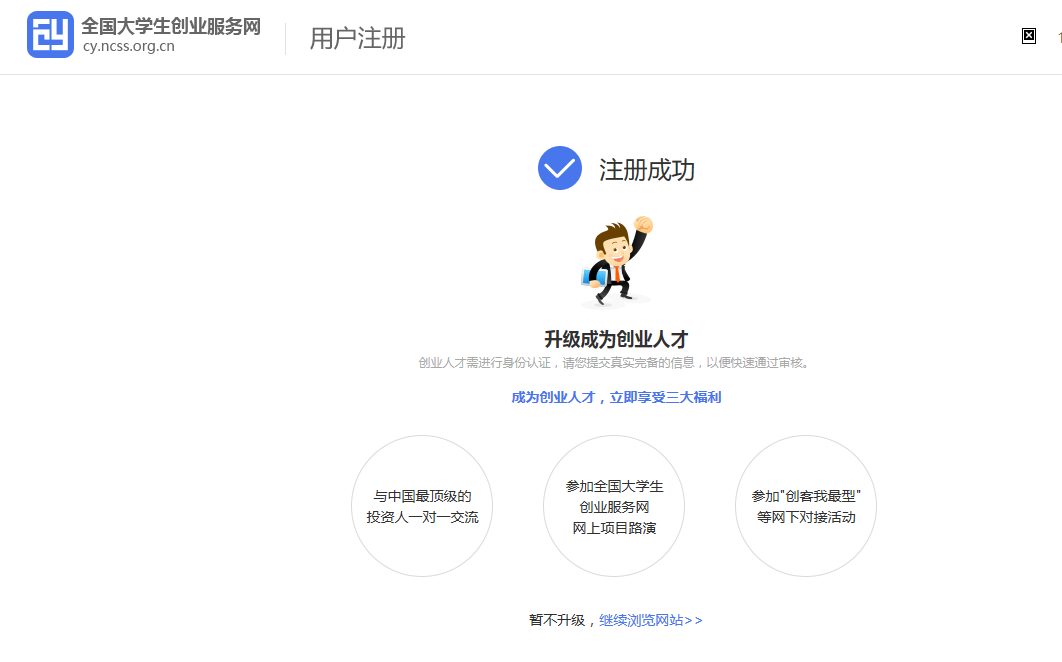 全国大学生创业服务网
cy.ncss.org.cn
用户注册
注册成功
升级成为创业人才
创业人才需进行身份认证，请您提交真实完备的信息，以便快速通过审核。
成为创业人才，立即享受三大福利
与中国最顶级的
投资人一对一交流
参加全国大学生
创业服务网
网上项目路演
参加"创客我最型"
等网下对接活动
暂不升级，继续浏览网站>>